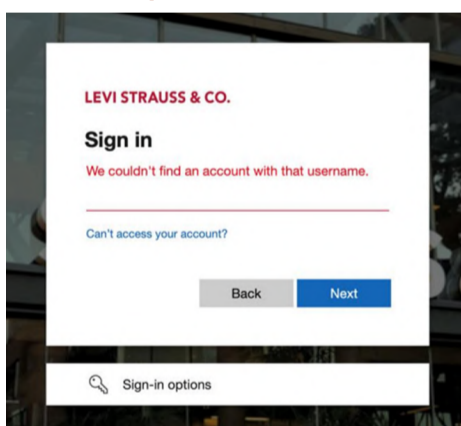 LEVI STRAUSS & CO.
Sign in
We couldn't find an account with that username.
Can't access your account?
Back Next
Sign-in options